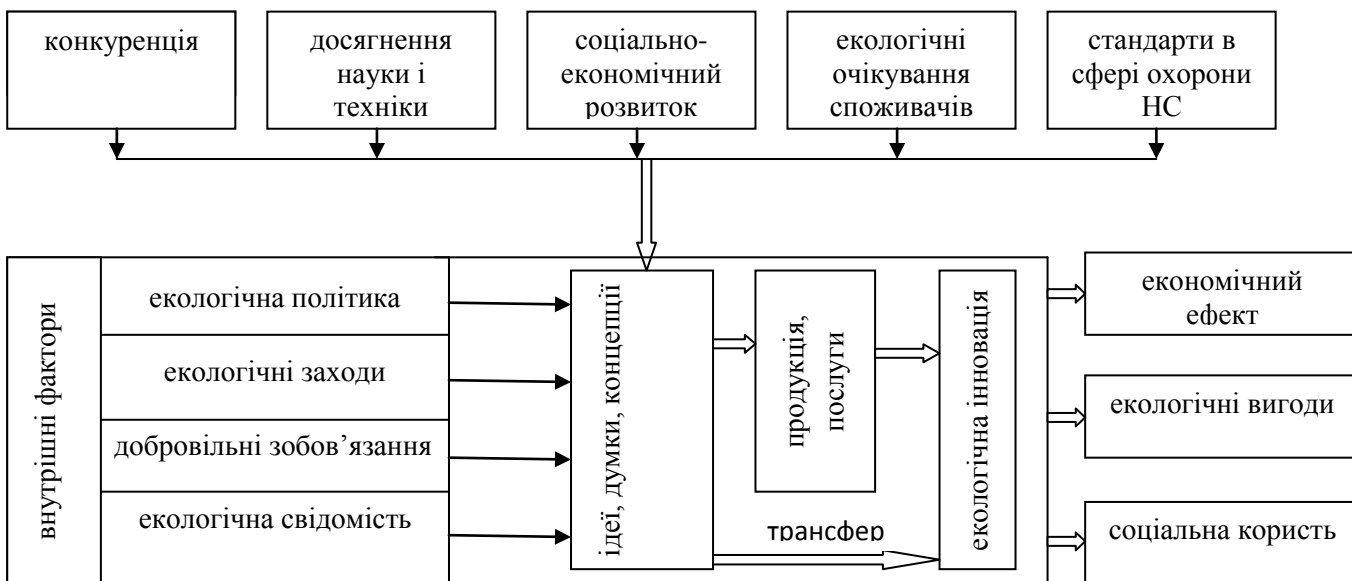 конкуренція
досягнення
науки і
техніки
соціально-
економічний
розвиток
екологічні
очікування
споживачів
стандарти в
сфері охорони
НС
внутрішні фактори
екологічна політика
екологічні заходи
добровільні зобов’язання
екологічна свідомість
ідеї, думки, концепції
продукція,
послуги
трансфер
екологічна інновація
економічний
ефект
екологічні вигоди
соціальна користь